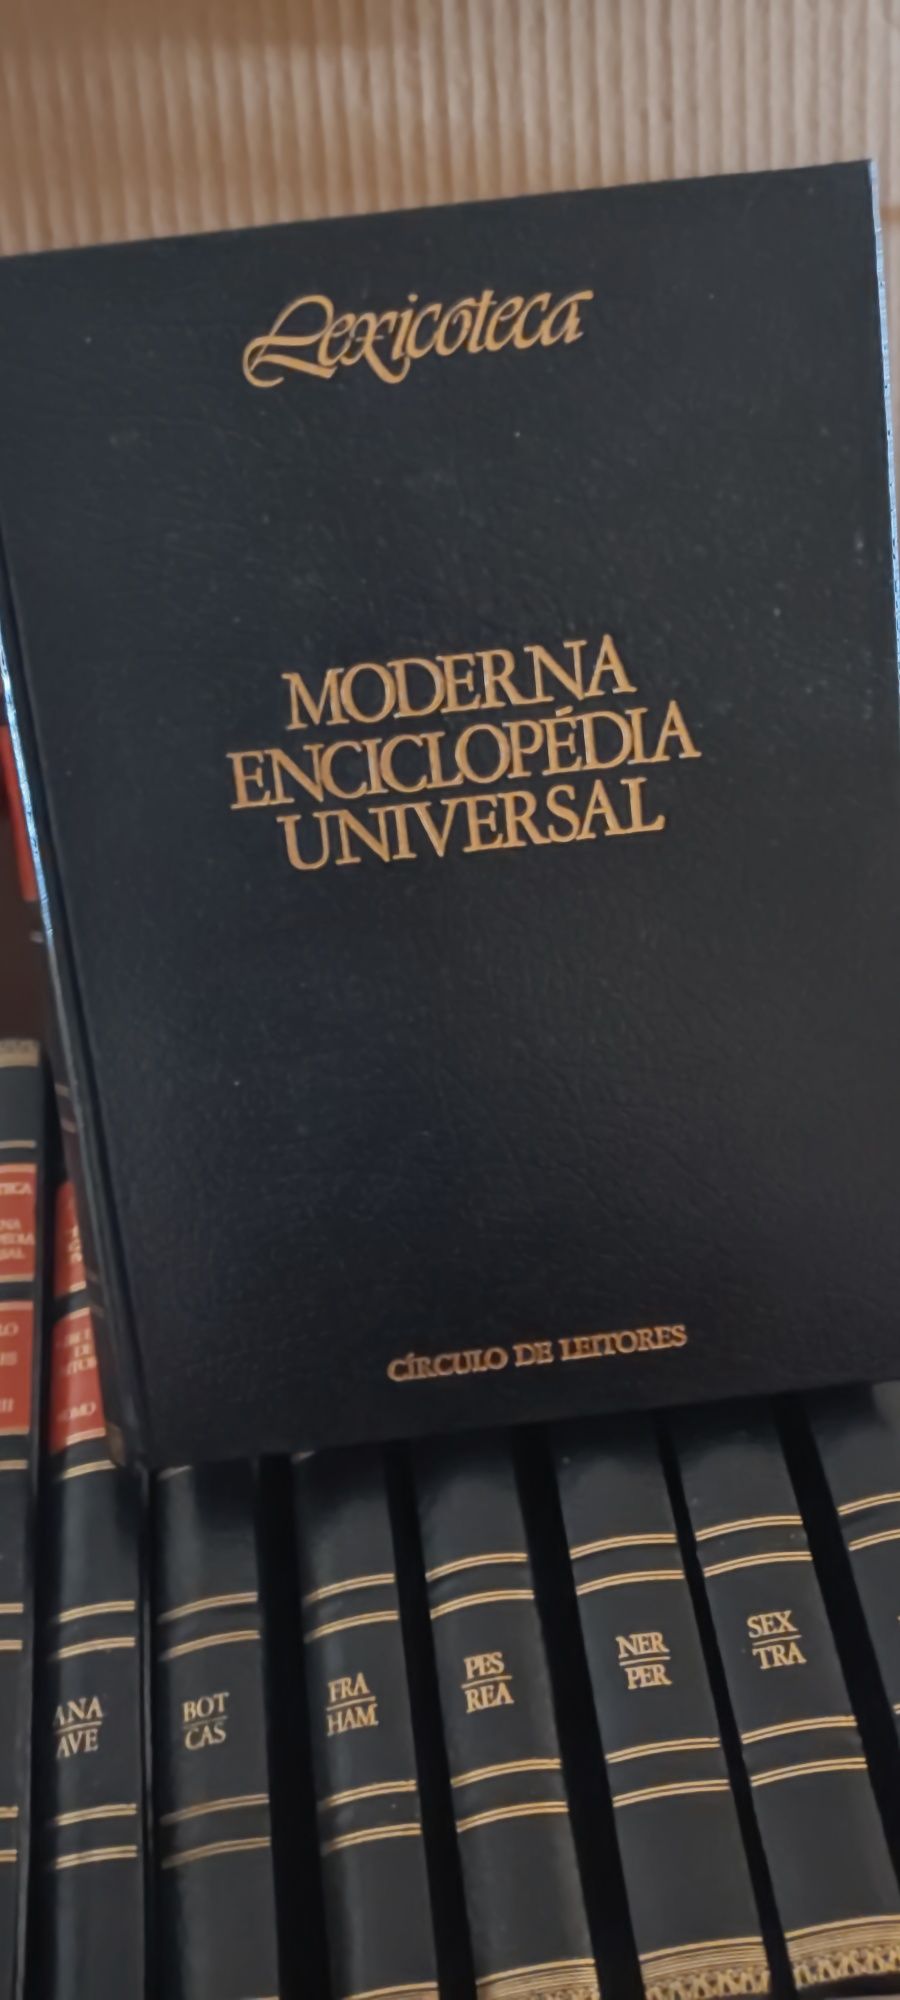 Lexicoteca
MODERNA
ENCICLOPÉDIA
UNIVERSAL
CÍRCULO DE LEITORES
ANA
AVE
BOT
CAS
FRA
HAM
PES
REA
NER
PER
SEX
TRA